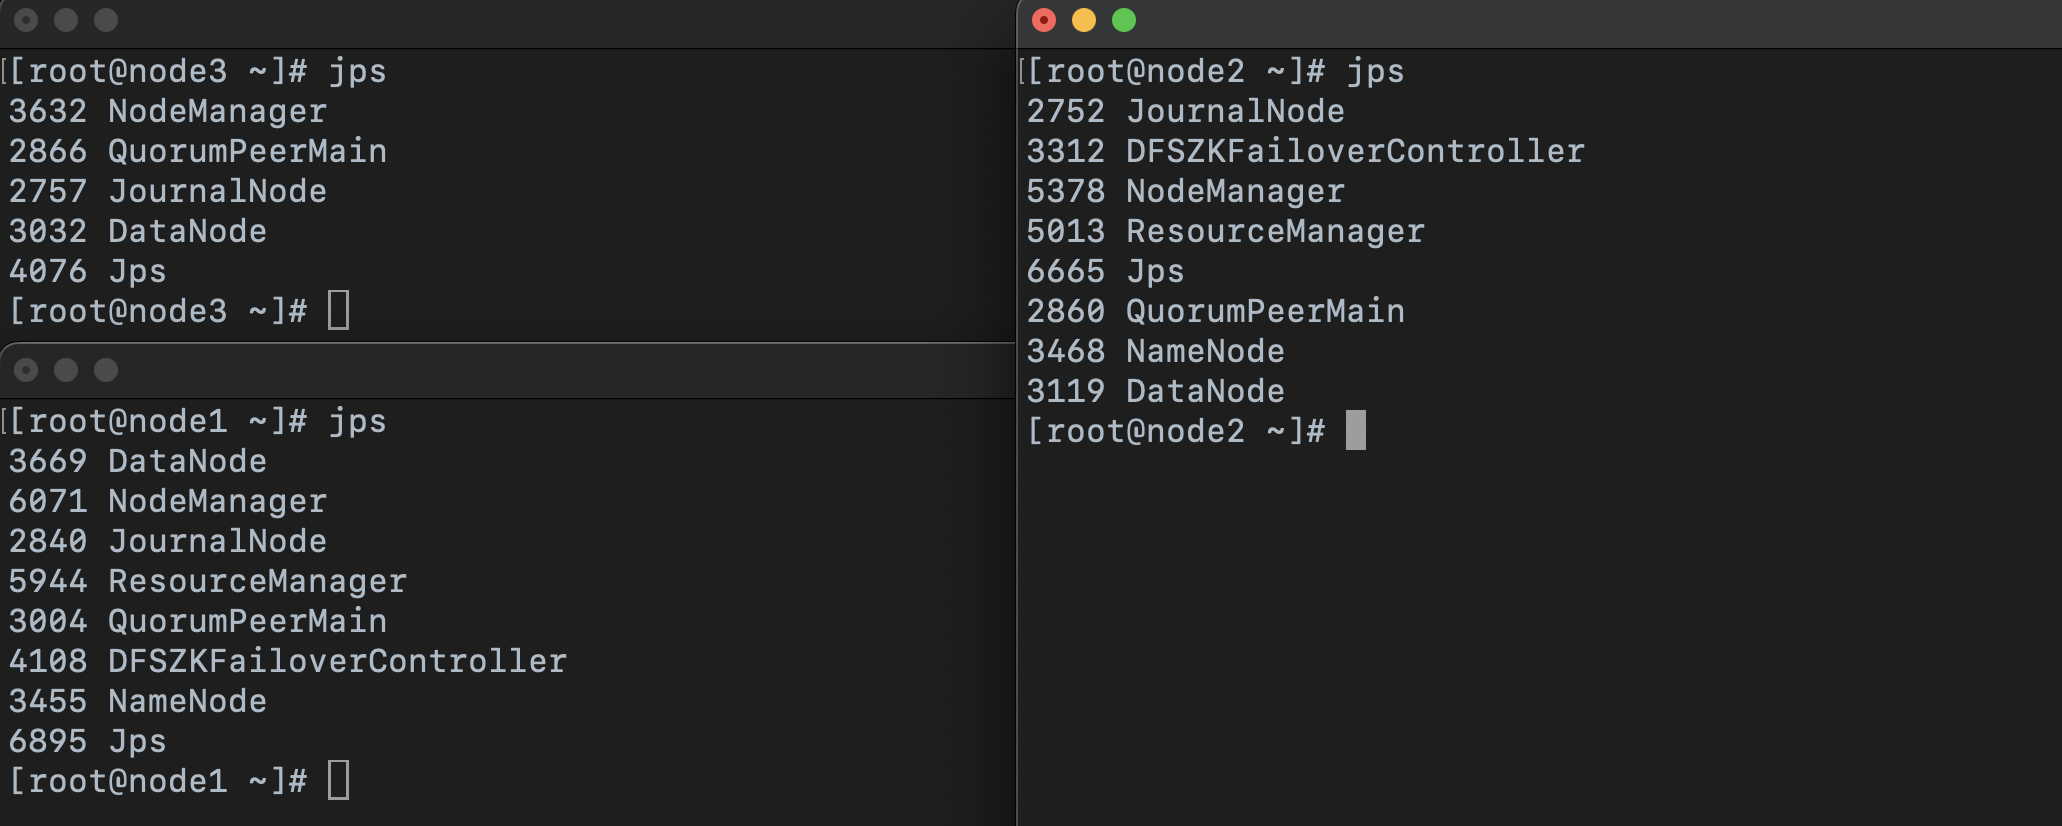 [[root@node3 ~]# jps
3632 NodeManager
2866 QuorumPeerMain
2757 JournalNode
3032 DataNode
4076 Jps
[root@node3 ~]#
[[root@node1 ~]# jps
3669 DataNode
6071 NodeManager
2840 JournalNode
5944 ResourceManager
3004 QuorumPeerMain
4108 DFSZKFailoverController
3455 NameNode
6895 Jps
[root@node1 ~]#
[[root@node2 ~]# jps
2752 JournalNode
3312 DFSZKFailoverController
5378 NodeManager
5013 ResourceManager
6665 Jps
2860 QuorumPeerMain
3468 NameNode
3119 DataNode
[root@node2 ~]#